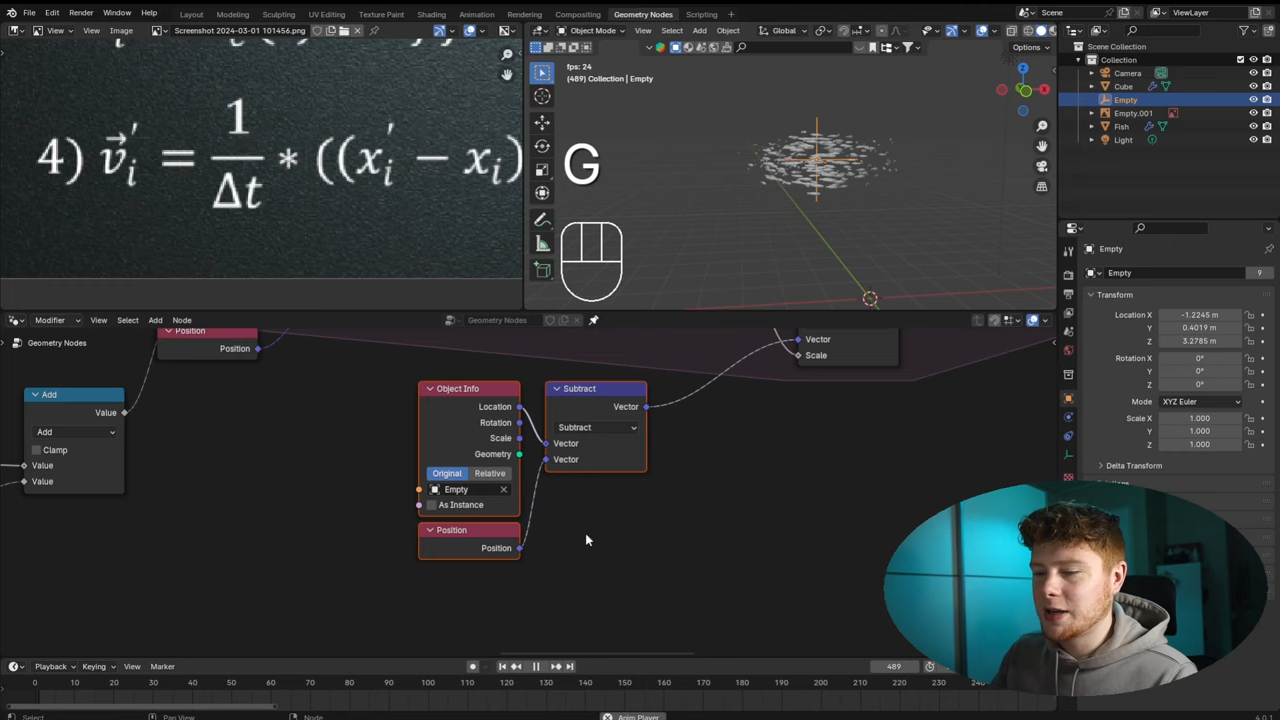 File Edit Render Window Help
Layout Modeling Sculpting UV Editing Texture Paint Shading Animation Rendering Compositing Geometry Nodes Scripting +
Scene
ViewLayer
View View Image Screenshot 2024-03-01 101456.png
Object Mode View Select Add Object Global
Options
fps: 24
(489) Collection | Empty
Z
X
4) v⃗ᵢ' = 1/Δt * ((xᵢ' − xᵢ)
G
Scene Collection
Collection
Camera
Cube
Empty
Empty.001
Fish
Light
Modifier View Select Add Node
Geometry Nodes
Geometry Nodes
Position
Position
Add
Value
Add
Clamp
Value
Value
Object Info
Location
Rotation
Scale
Geometry
Original Relative
Empty
As Instance
Position
Position
Subtract
Vector
Subtract
Vector
Vector
Vector
Scale
Empty
Empty 9
Transform
Location X -1.2245 m
Y 0.4019 m
Z 3.2785 m
Rotation X 0°
Y 0°
Z 0°
Mode XYZ Euler
Scale X 1.000
Y 1.000
Z 1.000
Delta Transform
Playback Keying View Marker
489
0 10 20 30 40 50 60 70 80 90 100 110 120 130 140 150 160 170 180 190 200 210 220 230 240
Select Pan View Node
Anim Player
4.0.1